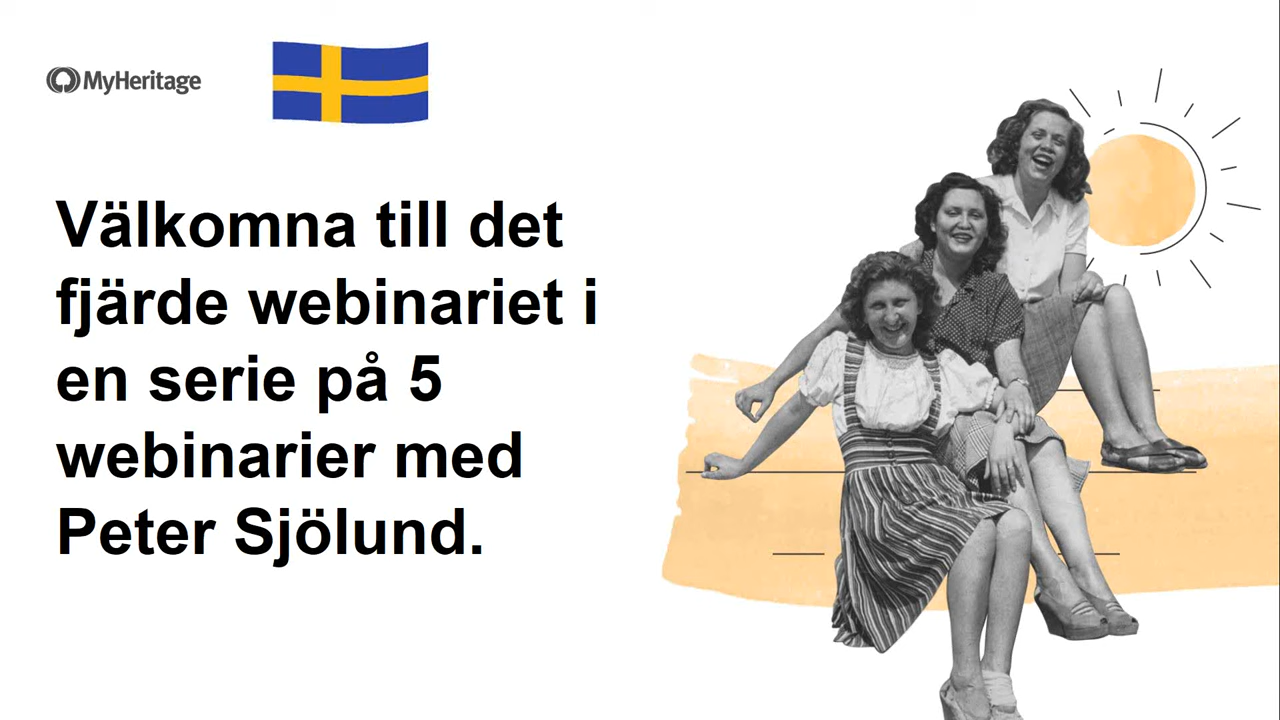 MyHeritage
Välkomna till det
fjärde webinariet i
en serie på 5
webinarier med
Peter Sjölund.